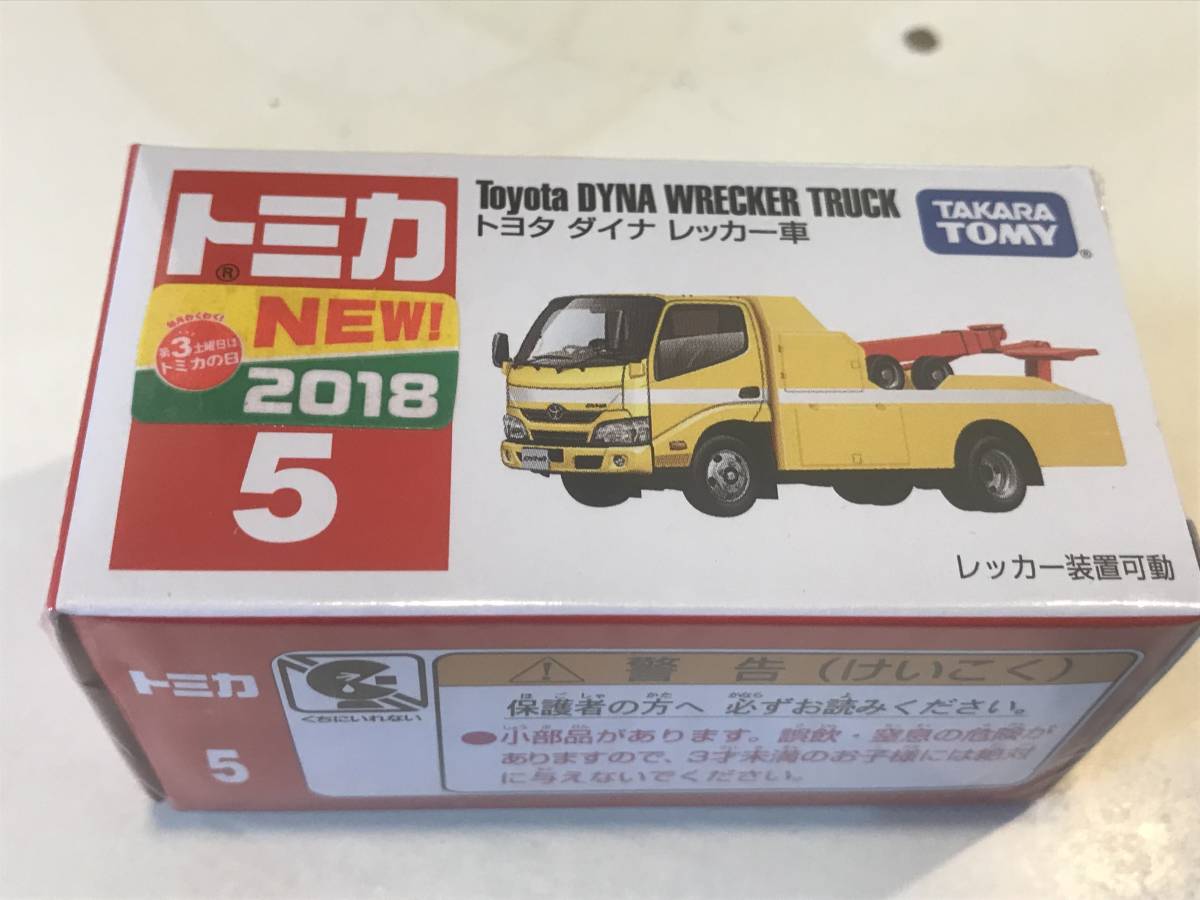 トミカ
®
NEW!
第3土曜日は
トミカの日
2018
5
Toyota DYNA WRECKER TRUCK
トヨタ ダイナ レッカー車
TAKARA
TOMY
®
レッカー装置可動
トミカ
5
くちにいれない
警告(けいこく)
保護者の方へ 必ずお読みください。
●小部品があります。誤飲・窒息の危険が
ありますので、3才未満のお子様には絶対
に与えないでください。